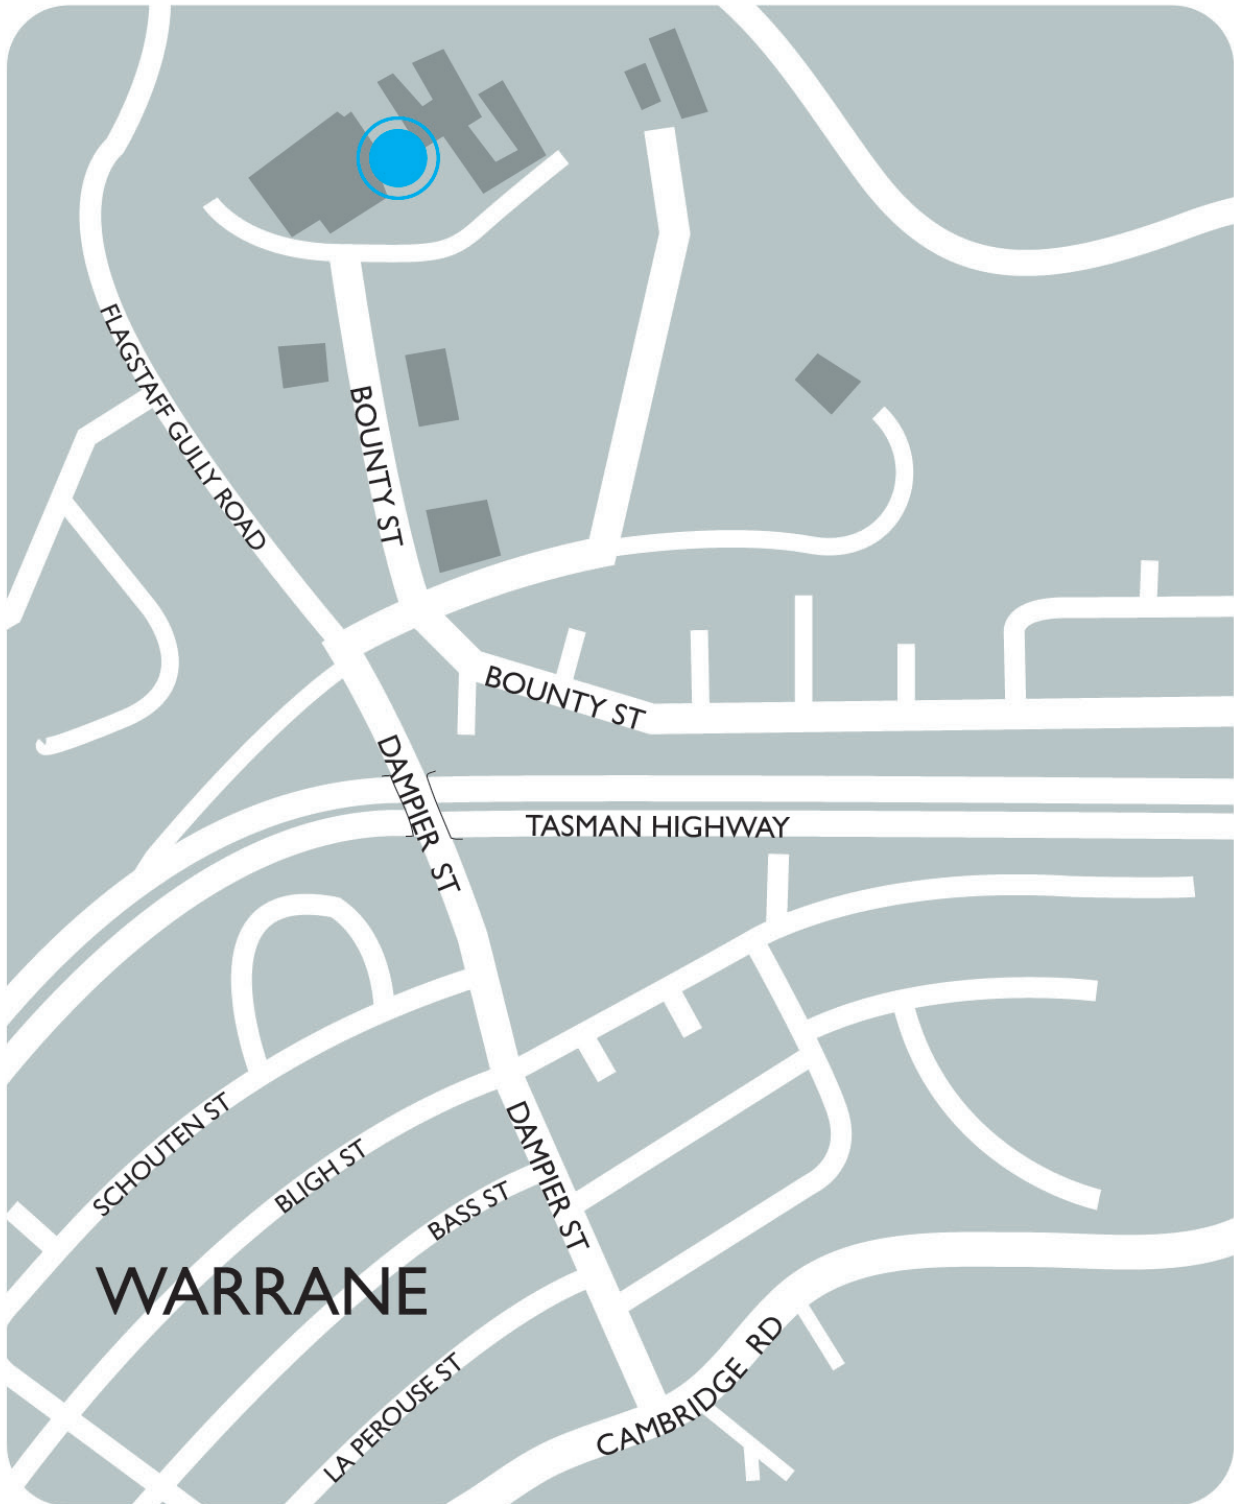 FLAGSTAFF GULLY ROAD
BOUNTY ST
BOUNTY ST
DAMPIER ST
TASMAN HIGHWAY
SCHOUTEN ST
BLIGH ST
DAMPIER ST
BASS ST
WARRANE
LA PEROUSE ST
CAMBRIDGE RD